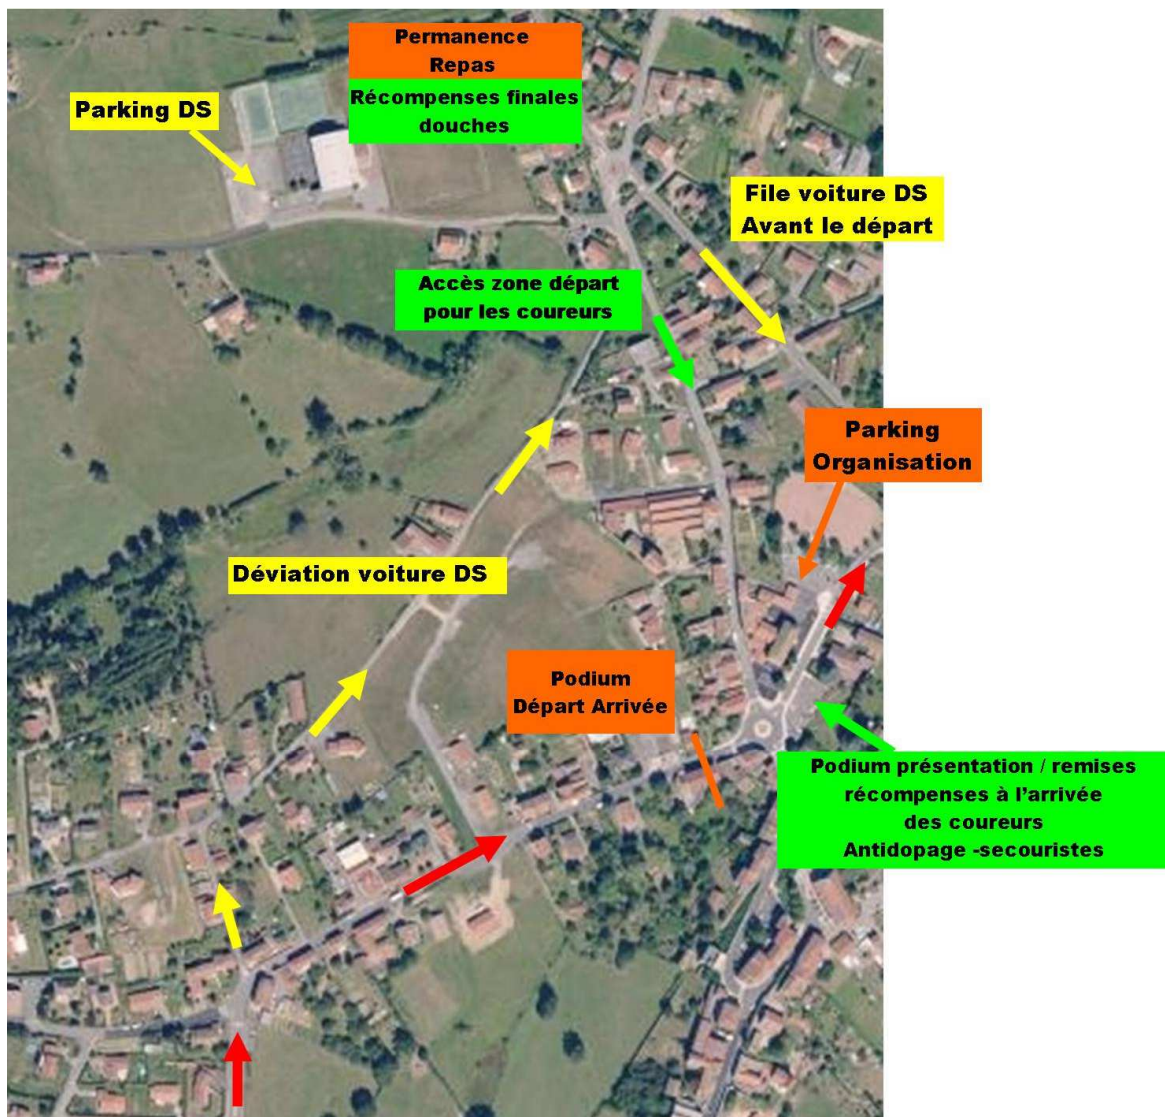 Permanence
Repas
Récompenses finales
douches
Parking DS
File voiture DS
Avant le départ
Accès zone départ
pour les coureurs
Parking
Organisation
Déviation voiture DS
Podium
Départ Arrivée
Podium présentation / remises
récompenses à l'arrivée
des coureurs
Antidopage -secouristes